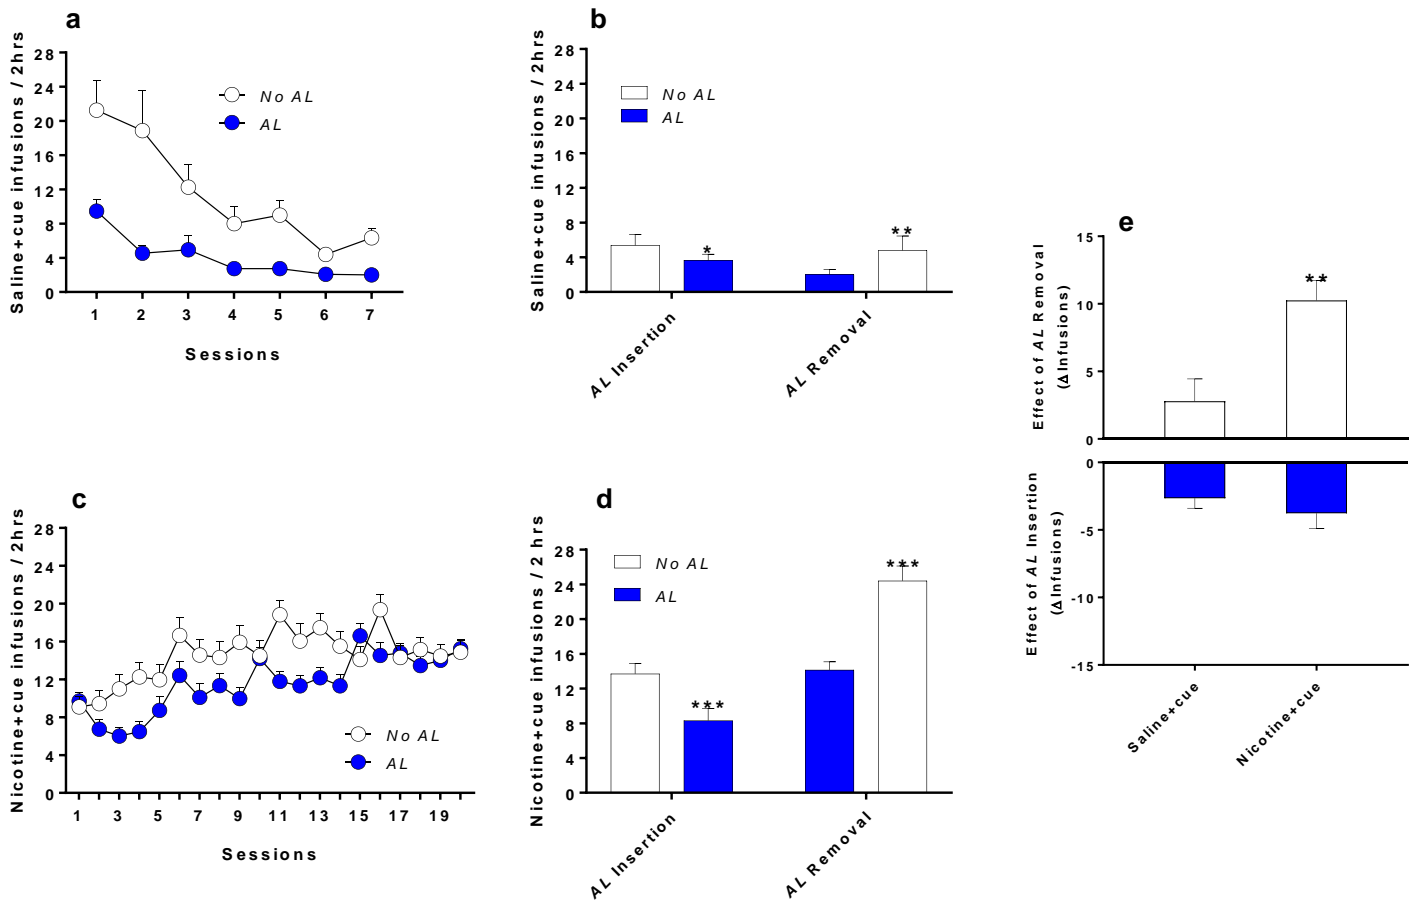 a
Saline+cue infusions / 2hrs
28
24
20
16
12
8
4
0
No AL
AL
1 2 3 4 5 6 7
Sessions
b
Saline+cue infusions / 2hrs
28
24
20
16
12
8
4
0
No AL
AL
*
**
AL Insertion
AL Removal
c
Nicotine+cue infusions / 2hrs
28
24
20
16
12
8
4
0
No AL
AL
1 3 5 7 9 11 13 15 17 19
Sessions
d
Nicotine+cue infusions / 2 hrs
28
24
20
16
12
8
4
0
No AL
AL
***
***
AL Insertion
AL Removal
e
Effect of AL Removal
(Δ Infusions)
15
10
5
0
**
Effect of AL Insertion
(Δ Infusions)
0
-5
-10
-15
Saline+cue
Nicotine+cue